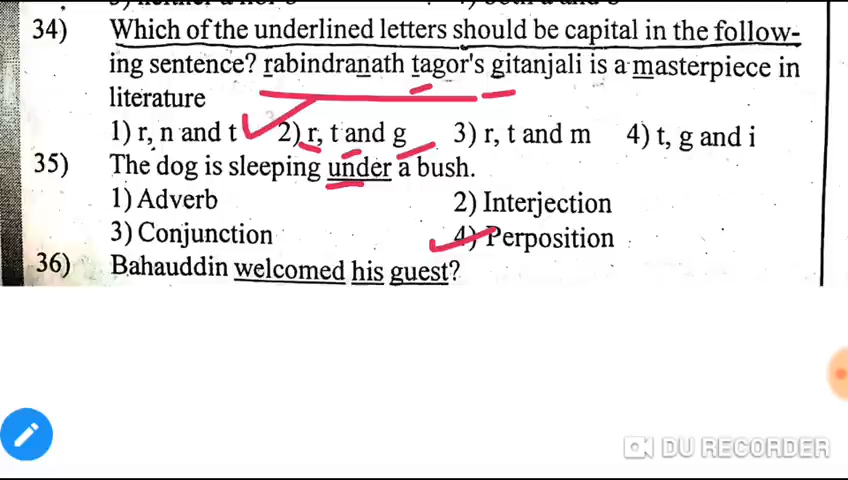 34) Which of the underlined letters should be capital in the follow-
ing sentence? rabindranath tagor's gitanjali is a masterpiece in
literature
1) r, n and t 2) r, t and g 3) r, t and m 4) t, g and i
35) The dog is sleeping under a bush.
1) Adverb 2) Interjection
3) Conjunction 4) Perposition
36) Bahauddin welcomed his guest?
DU RECORDER